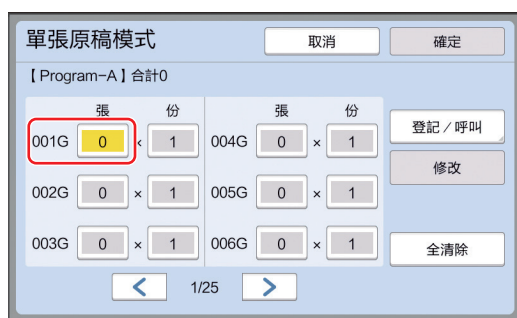 單張原稿模式 取消 確定
【Program-A】合計0
張 份 張 份
001G 0 × 1 004G 0 × 1 登記／呼叫
修改
002G 0 × 1 005G 0 × 1
003G 0 × 1 006G 0 × 1 全清除
1/25